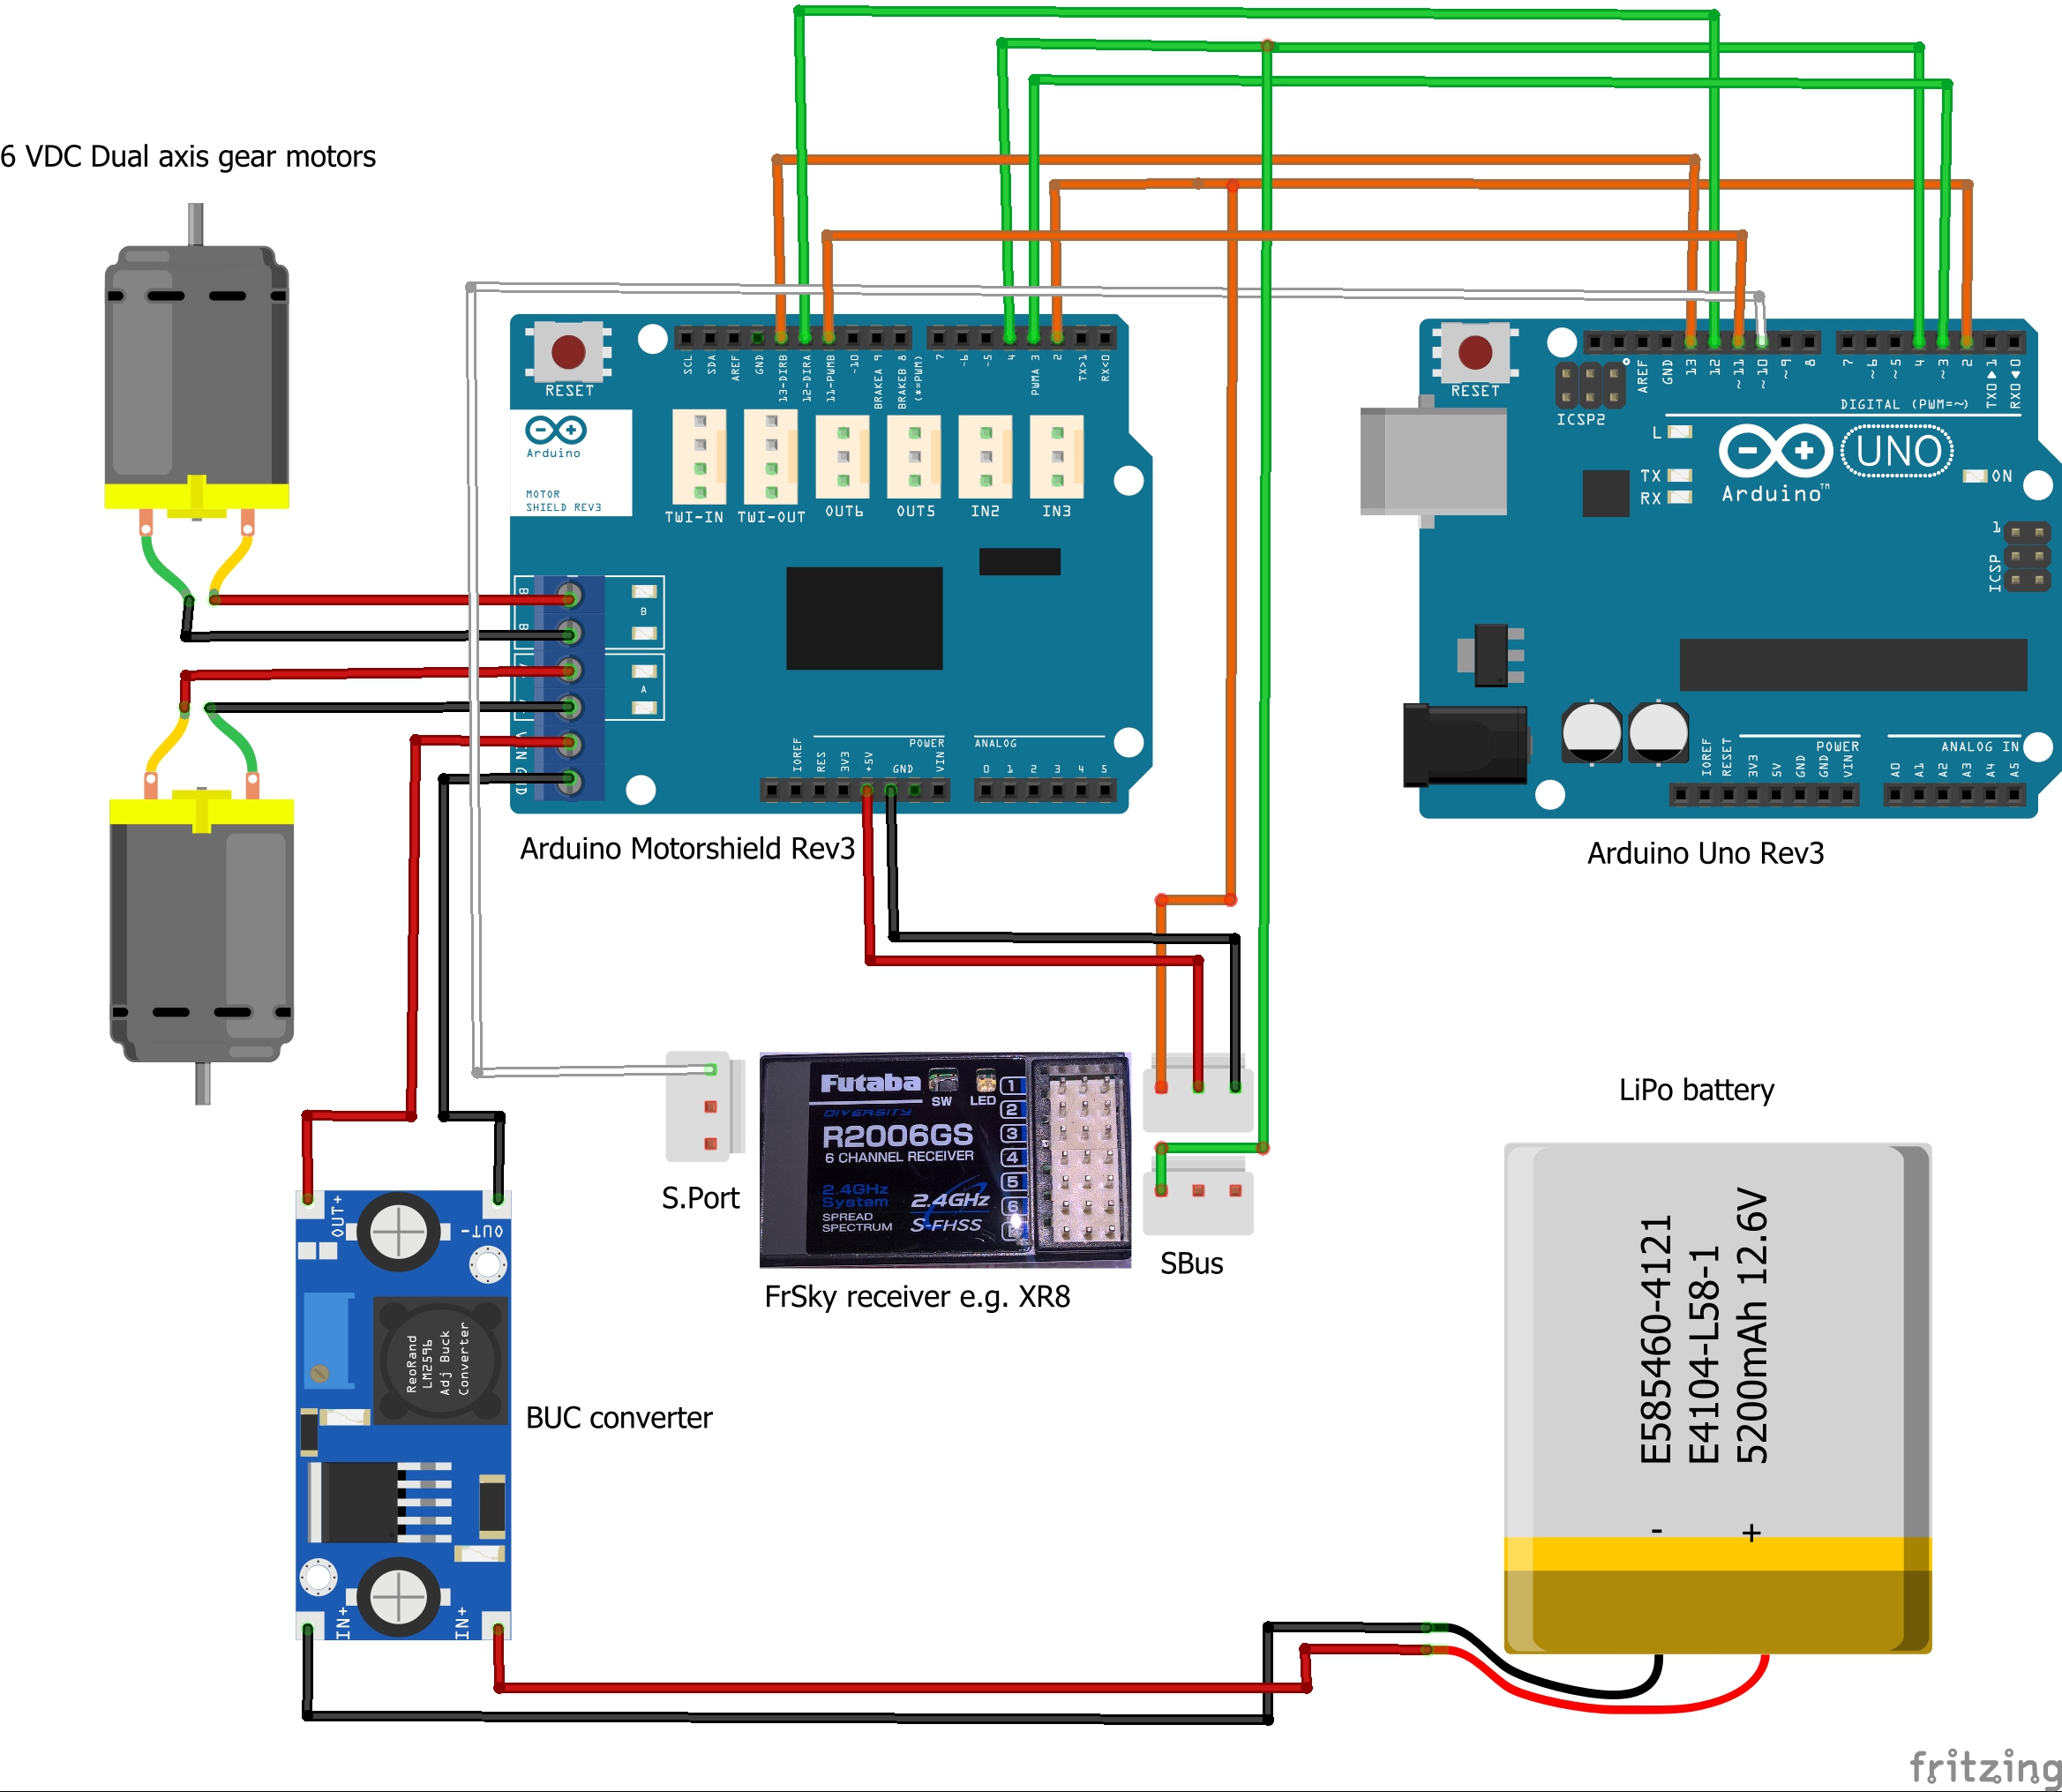 6 VDC Dual axis gear motors
RESET
SCL
SDA
AREF
GND
13-DIRB
12-DIRA
11-PWMB
~10
BRAKEA 9
BRAKEB 8
(*=PWM)
7
~6
~5
4
PWMA 3
2
TX>1
RX<0
Arduino
MOTOR
SHIELD REV3
TWI-IN
TWI-OUT
OUT6
OUT5
IN2
IN3
B
B
B
A
VIN
GND
IOREF
RES
3V3
+5V
GND
VIN
POWER
ANALOG
0
1
2
3
4
5
Arduino Motorshield Rev3
RESET
ICSP2
AREF
GND
13
12
~11
~10
~9
8
7
~6
~5
4
~3
2
TX0▶1
RX0◀0
DIGITAL (PWM=~)
L
TX
RX
Arduino™
UNO
ON
1
ICSP
IOREF
RESET
3V3
5V
GND
GND
VIN
POWER
ANALOG IN
A0
A1
A2
A3
A4
A5
Arduino Uno Rev3
S.Port
Futaba
DIVERSITY
SW
LED
R2006GS
6 CHANNEL RECEIVER
2.4GHz
System
SPREAD
SPECTRUM
2.4GHz
S-FHSS
1
2
3
4
5
6
SBus
FrSky receiver e.g. XR8
LiPo battery
E585460-4121
E4104-L58-1
5200mAh 12.6V
-
+
OUT+
OUT-
ReoRand
LM2596
Adj Buck
Converter
IN+
IN+
BUC converter
fritzing